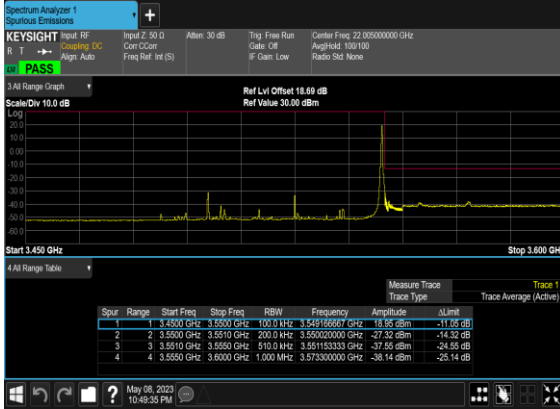 Spectrum Analyzer 1
Spurious Emissions
+
KEYSIGHT Input: RF Input Z: 50 Ω Atten: 30 dB Trig: Free Run Center Freq: 22.005000000 GHz
R T Coupling: DC Corr CCorr Gate: Off Avg|Hold: 100/100
Align: Auto Freq Ref: Int (S) IF Gain: Low Radio Std: None
PASS
3 All Range Graph
Ref Lvl Offset 18.69 dB
Scale/Div 10.0 dB Ref Value 30.00 dBm
Log
20.0
10.0
0.00
-10.0
-20.0
-30.0
-40.0
-50.0
-60.0
Start 3.450 GHz Stop 3.600 GH
4 All Range Table
Measure Trace Trace 1
Trace Type Trace Average (Active)
Spur Range Start Freq Stop Freq RBW Frequency Amplitude ΔLimit
1 1 3.4500 GHz 3.5500 GHz 100.0 kHz 3.549166667 GHz 18.95 dBm -11.05 dB
2 2 3.5500 GHz 3.5510 GHz 200.0 kHz 3.550020000 GHz -27.32 dBm -14.32 dB
3 3 3.5510 GHz 3.5550 GHz 510.0 kHz 3.551153333 GHz -37.55 dBm -24.55 dB
4 4 3.5550 GHz 3.6000 GHz 1.000 MHz 3.573300000 GHz -38.14 dBm -25.14 dB
?
May 08, 2023
10:49:35 PM